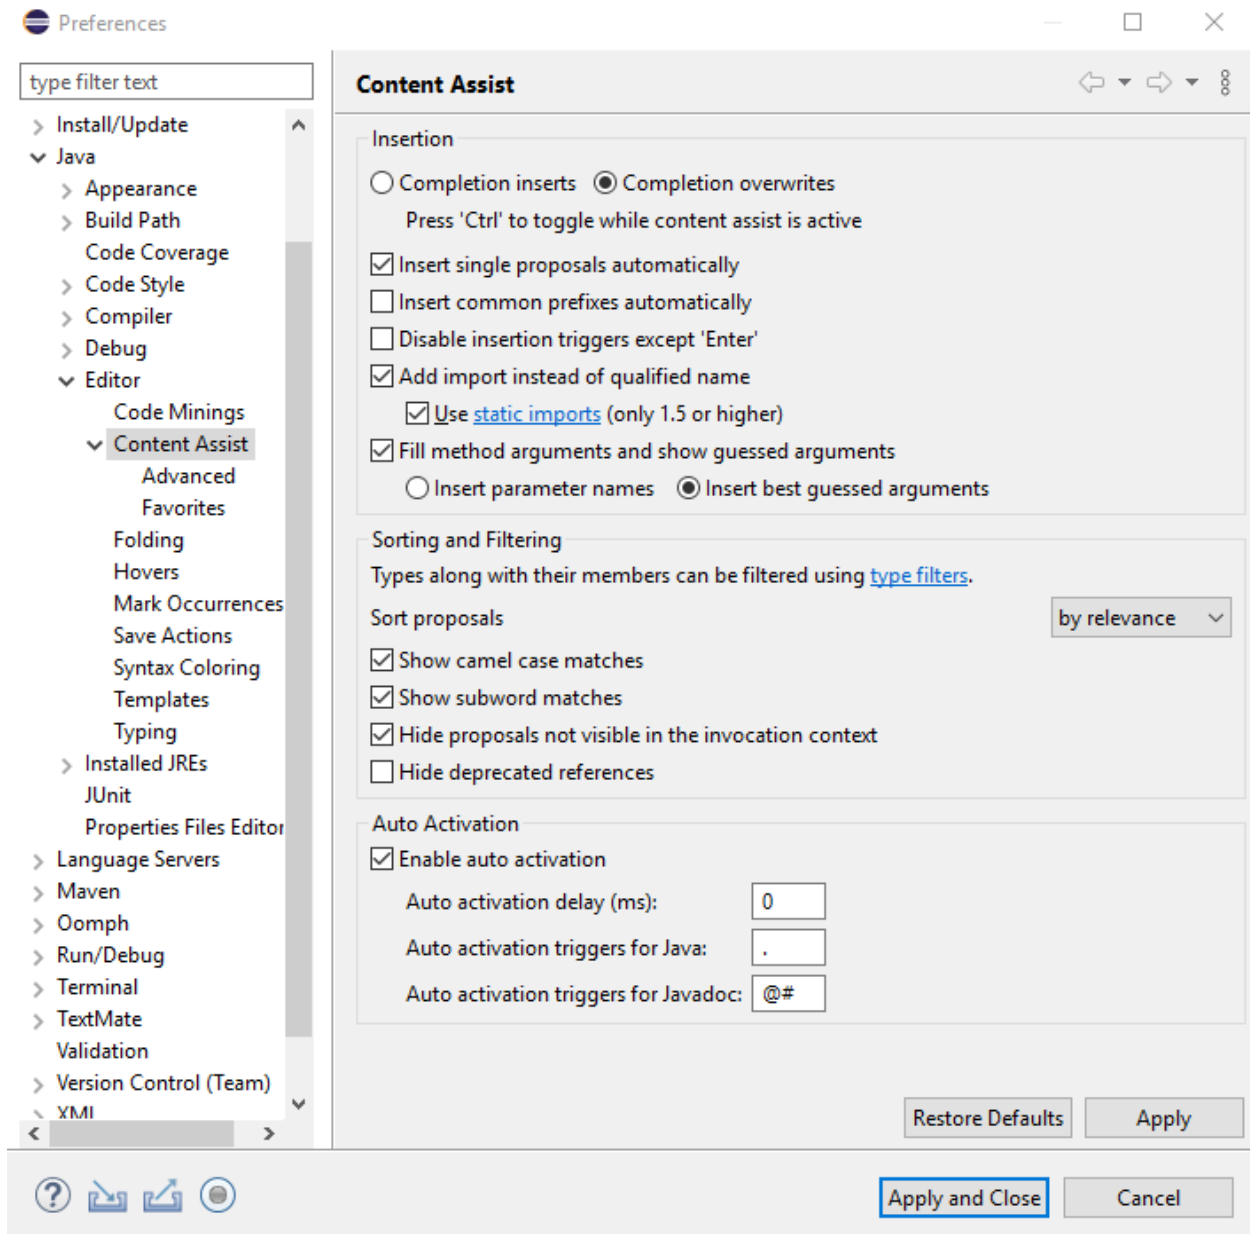 Preferences
type filter text
Install/Update
Java
Appearance
Build Path
Code Coverage
Code Style
Compiler
Debug
Editor
Code Minings
Content Assist
Advanced
Favorites
Folding
Hovers
Mark Occurrences
Save Actions
Syntax Coloring
Templates
Typing
Installed JREs
JUnit
Properties Files Editor
Language Servers
Maven
Oomph
Run/Debug
Terminal
TextMate
Validation
Version Control (Team)
XML
Content Assist
Insertion
Completion inserts Completion overwrites
Press 'Ctrl' to toggle while content assist is active
Insert single proposals automatically
Insert common prefixes automatically
Disable insertion triggers except 'Enter'
Add import instead of qualified name
Use static imports (only 1.5 or higher)
Fill method arguments and show guessed arguments
Insert parameter names Insert best guessed arguments
Sorting and Filtering
Types along with their members can be filtered using type filters.
Sort proposals by relevance
Show camel case matches
Show subword matches
Hide proposals not visible in the invocation context
Hide deprecated references
Auto Activation
Enable auto activation
Auto activation delay (ms): 0
Auto activation triggers for Java: .
Auto activation triggers for Javadoc: @#
Restore Defaults Apply
Apply and Close Cancel